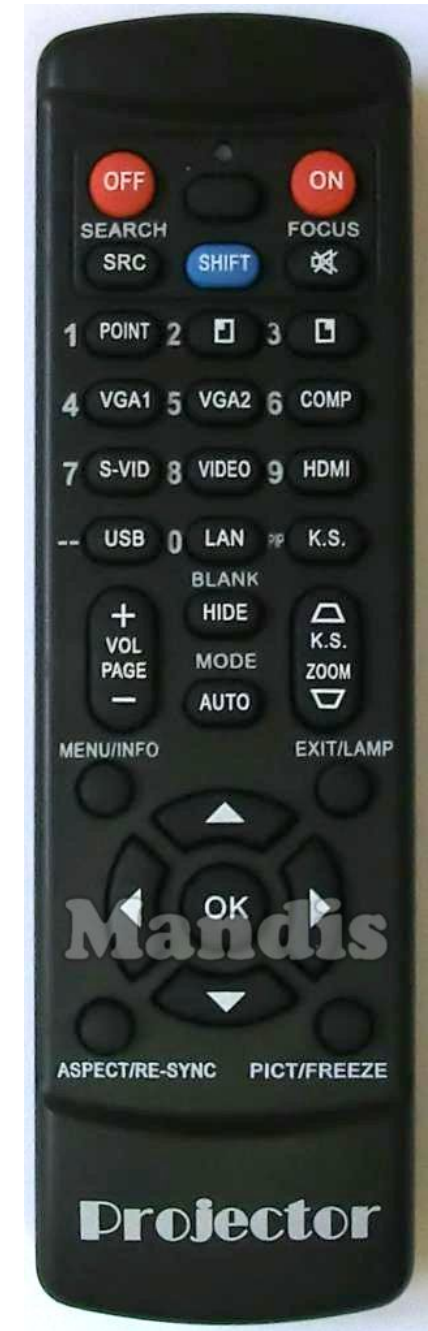 OFF ON
SEARCH FOCUS
SRC SHIFT
1 POINT 2 3
4 VGA1 5 VGA2 6 COMP
7 S-VID 8 VIDEO 9 HDMI
-- USB 0 LAN PIP K.S.
BLANK
+ HIDE
VOL K.S.
PAGE MODE ZOOM
- AUTO
MENU/INFO EXIT/LAMP
OK
Mandis
ASPECT/RE-SYNC PICT/FREEZE
Projector